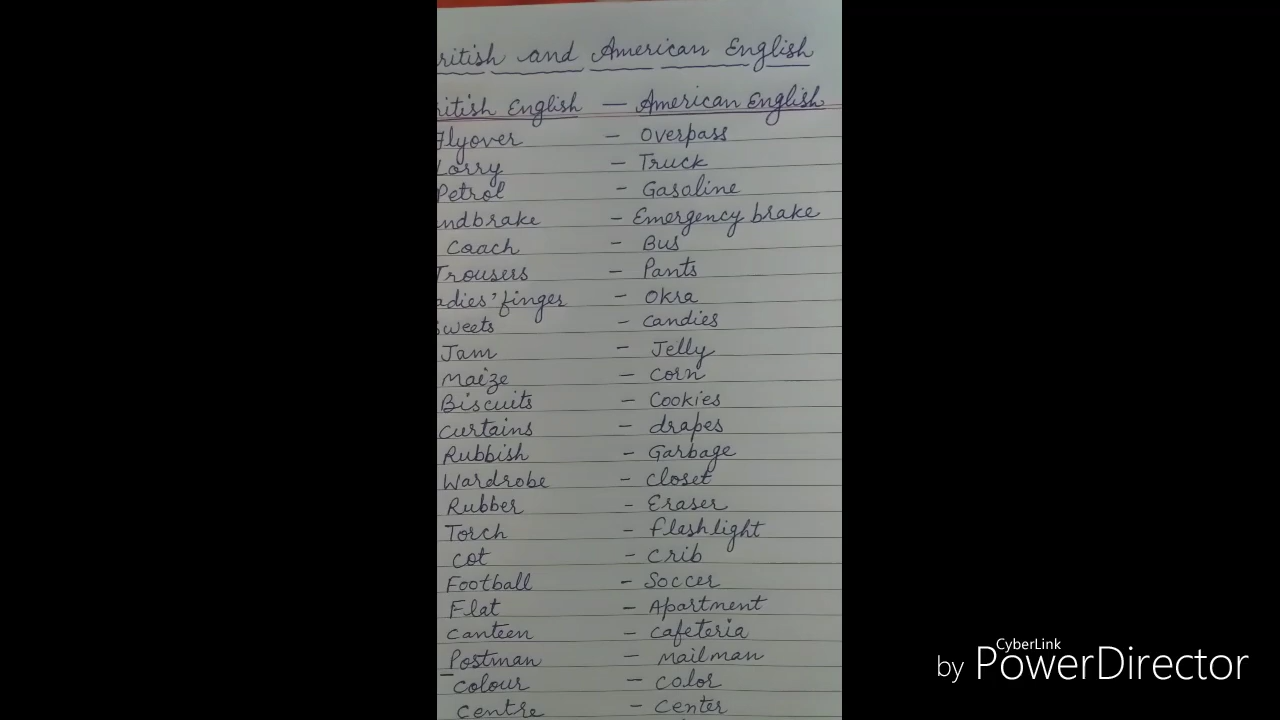 ritish and American English
ritish English — American English
Flyover – Overpass
Lorry – Truck
Petrol – Gasoline
ndbrake – Emergency brake
Coach – Bus
Trousers – Pants
adies' finger – Okra
sweets – candies
Jam – Jelly
Maize – corn
Biscuits – Cookies
curtains – drapes
Rubbish – Garbage
Wardrobe – closet
Rubber – Eraser
Torch – flashlight
cot – crib
Football – Soccer
Flat – Apartment
canteen – cafeteria
Postman – mailman
colour – color
centre – center
CyberLink
by PowerDirector